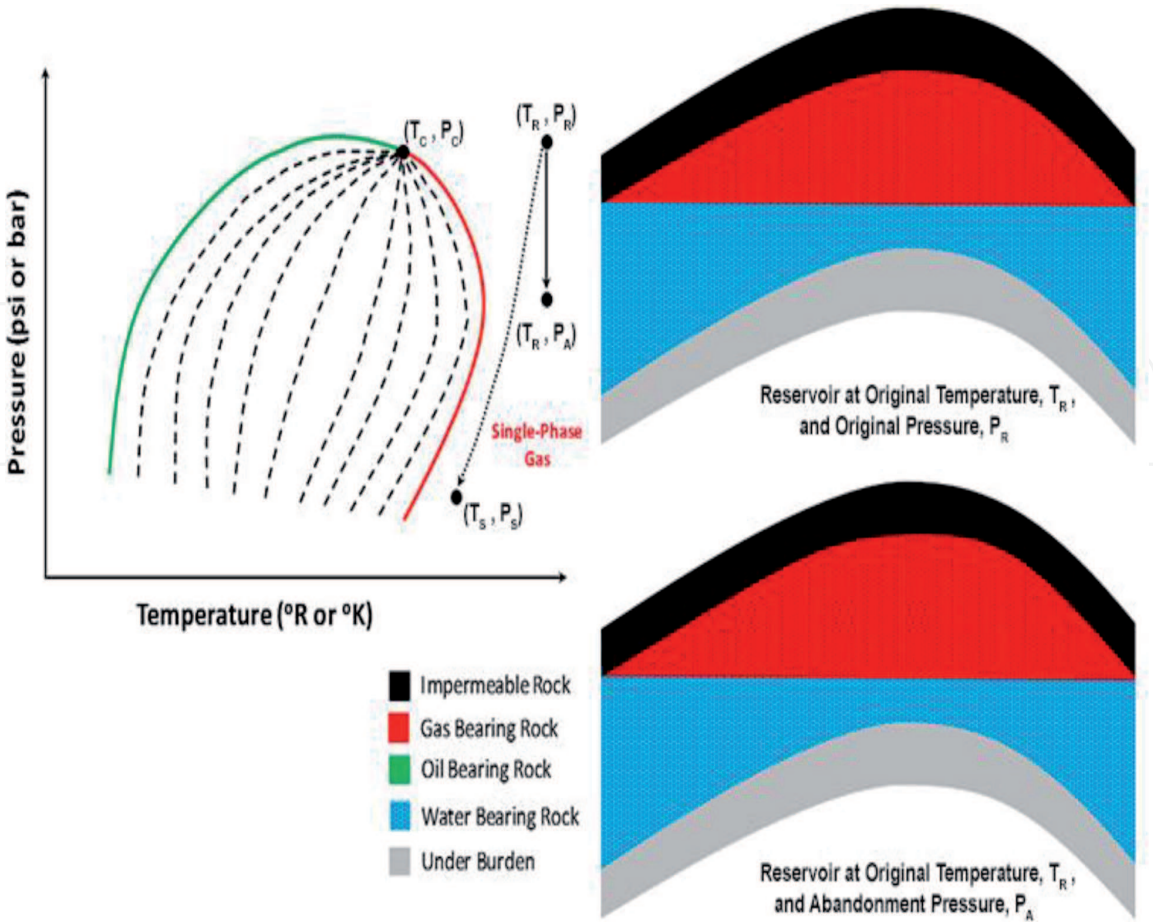 Pressure (psi or bar)
(T_C , P_C)
(T_R , P_R)
(T_R , P_A)
Single-Phase
Gas
(T_S , P_S)
Temperature (ºR or ºK)
Reservoir at Original Temperature, T_R ,
and Original Pressure, P_R
Impermeable Rock
Gas Bearing Rock
Oil Bearing Rock
Water Bearing Rock
Under Burden
Reservoir at Original Temperature, T_R ,
and Abandonment Pressure, P_A